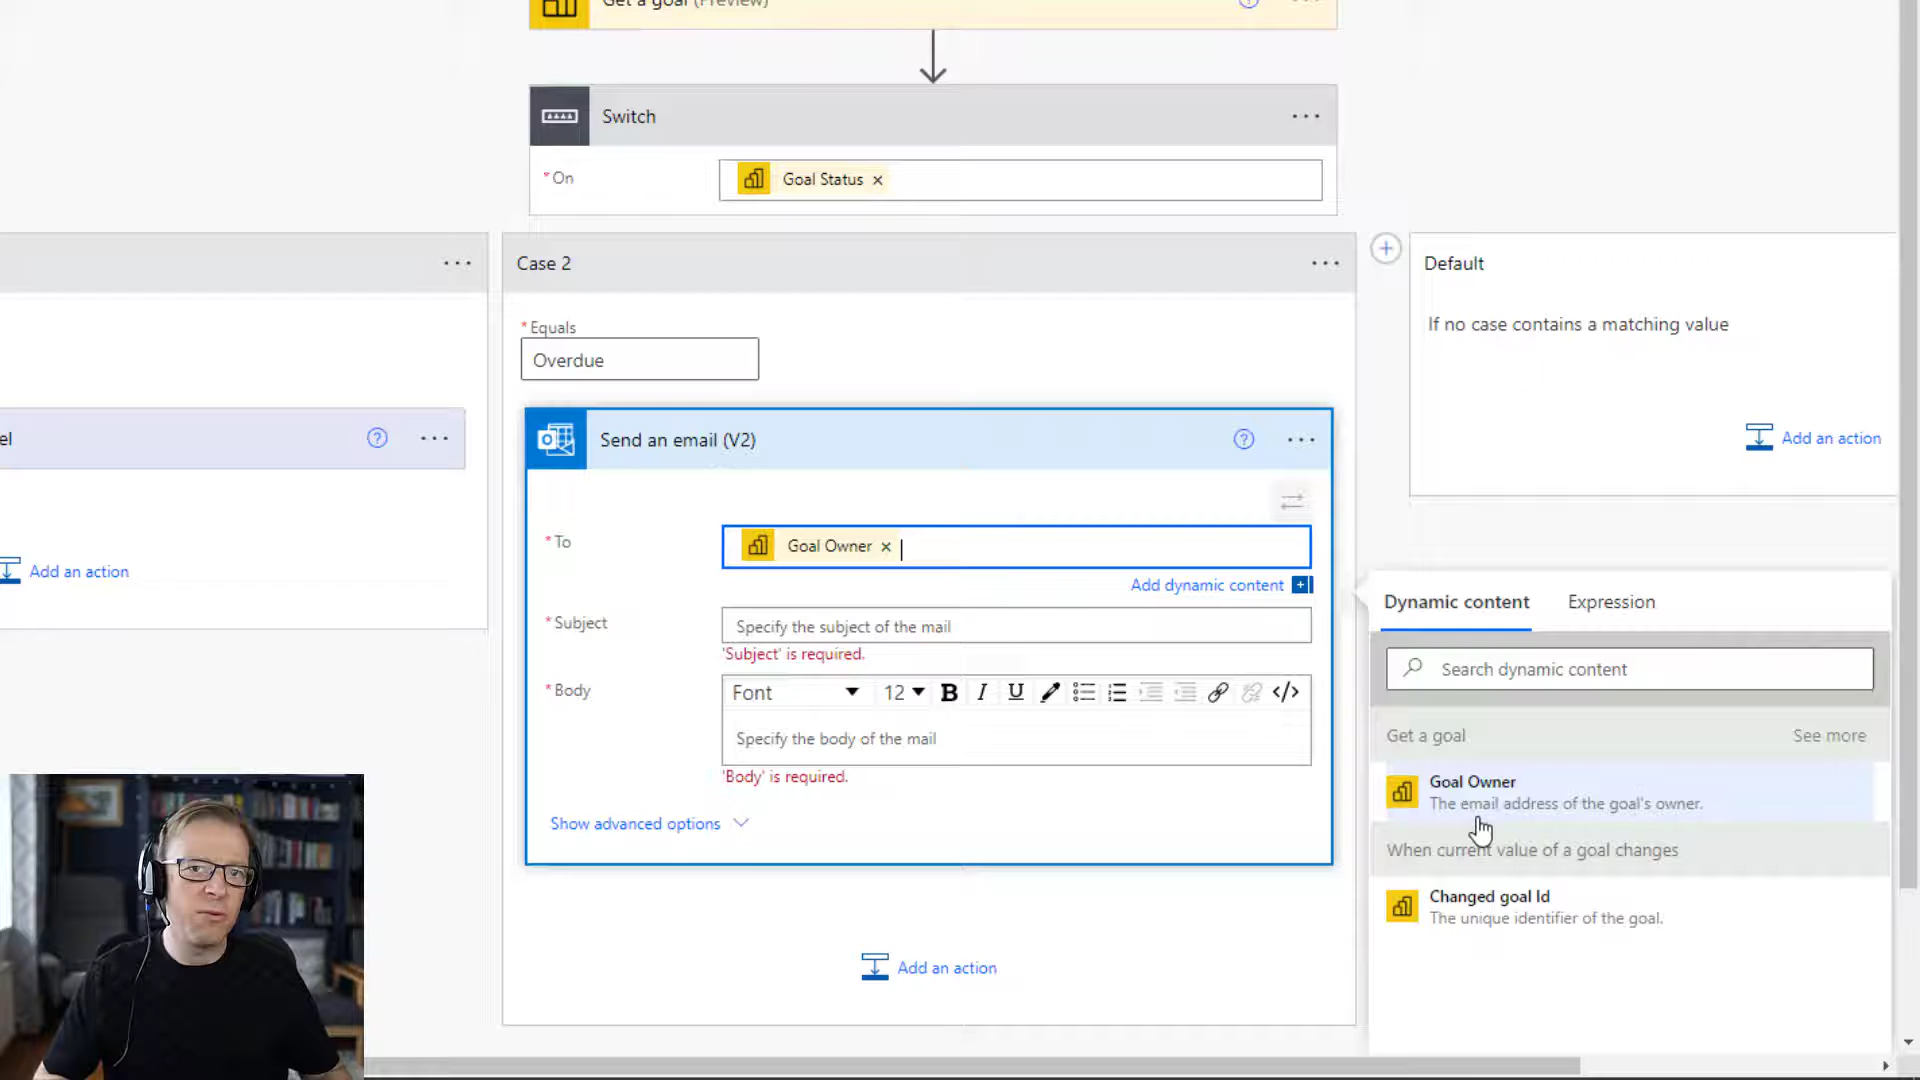 Get a goal (Preview)
Switch
* On
Goal Status ×
Case 2
Default
* Equals
If no case contains a matching value
Overdue
el
Send an email (V2)
Add an action
* To
Goal Owner ×
Add an action
Add dynamic content
Dynamic content
Expression
* Subject
Specify the subject of the mail
'Subject' is required.
Search dynamic content
* Body
Font
12
B
I
U
</>
Get a goal
See more
Specify the body of the mail
'Body' is required.
Goal Owner
The email address of the goal's owner.
Show advanced options
When current value of a goal changes
Changed goal Id
The unique identifier of the goal.
Add an action